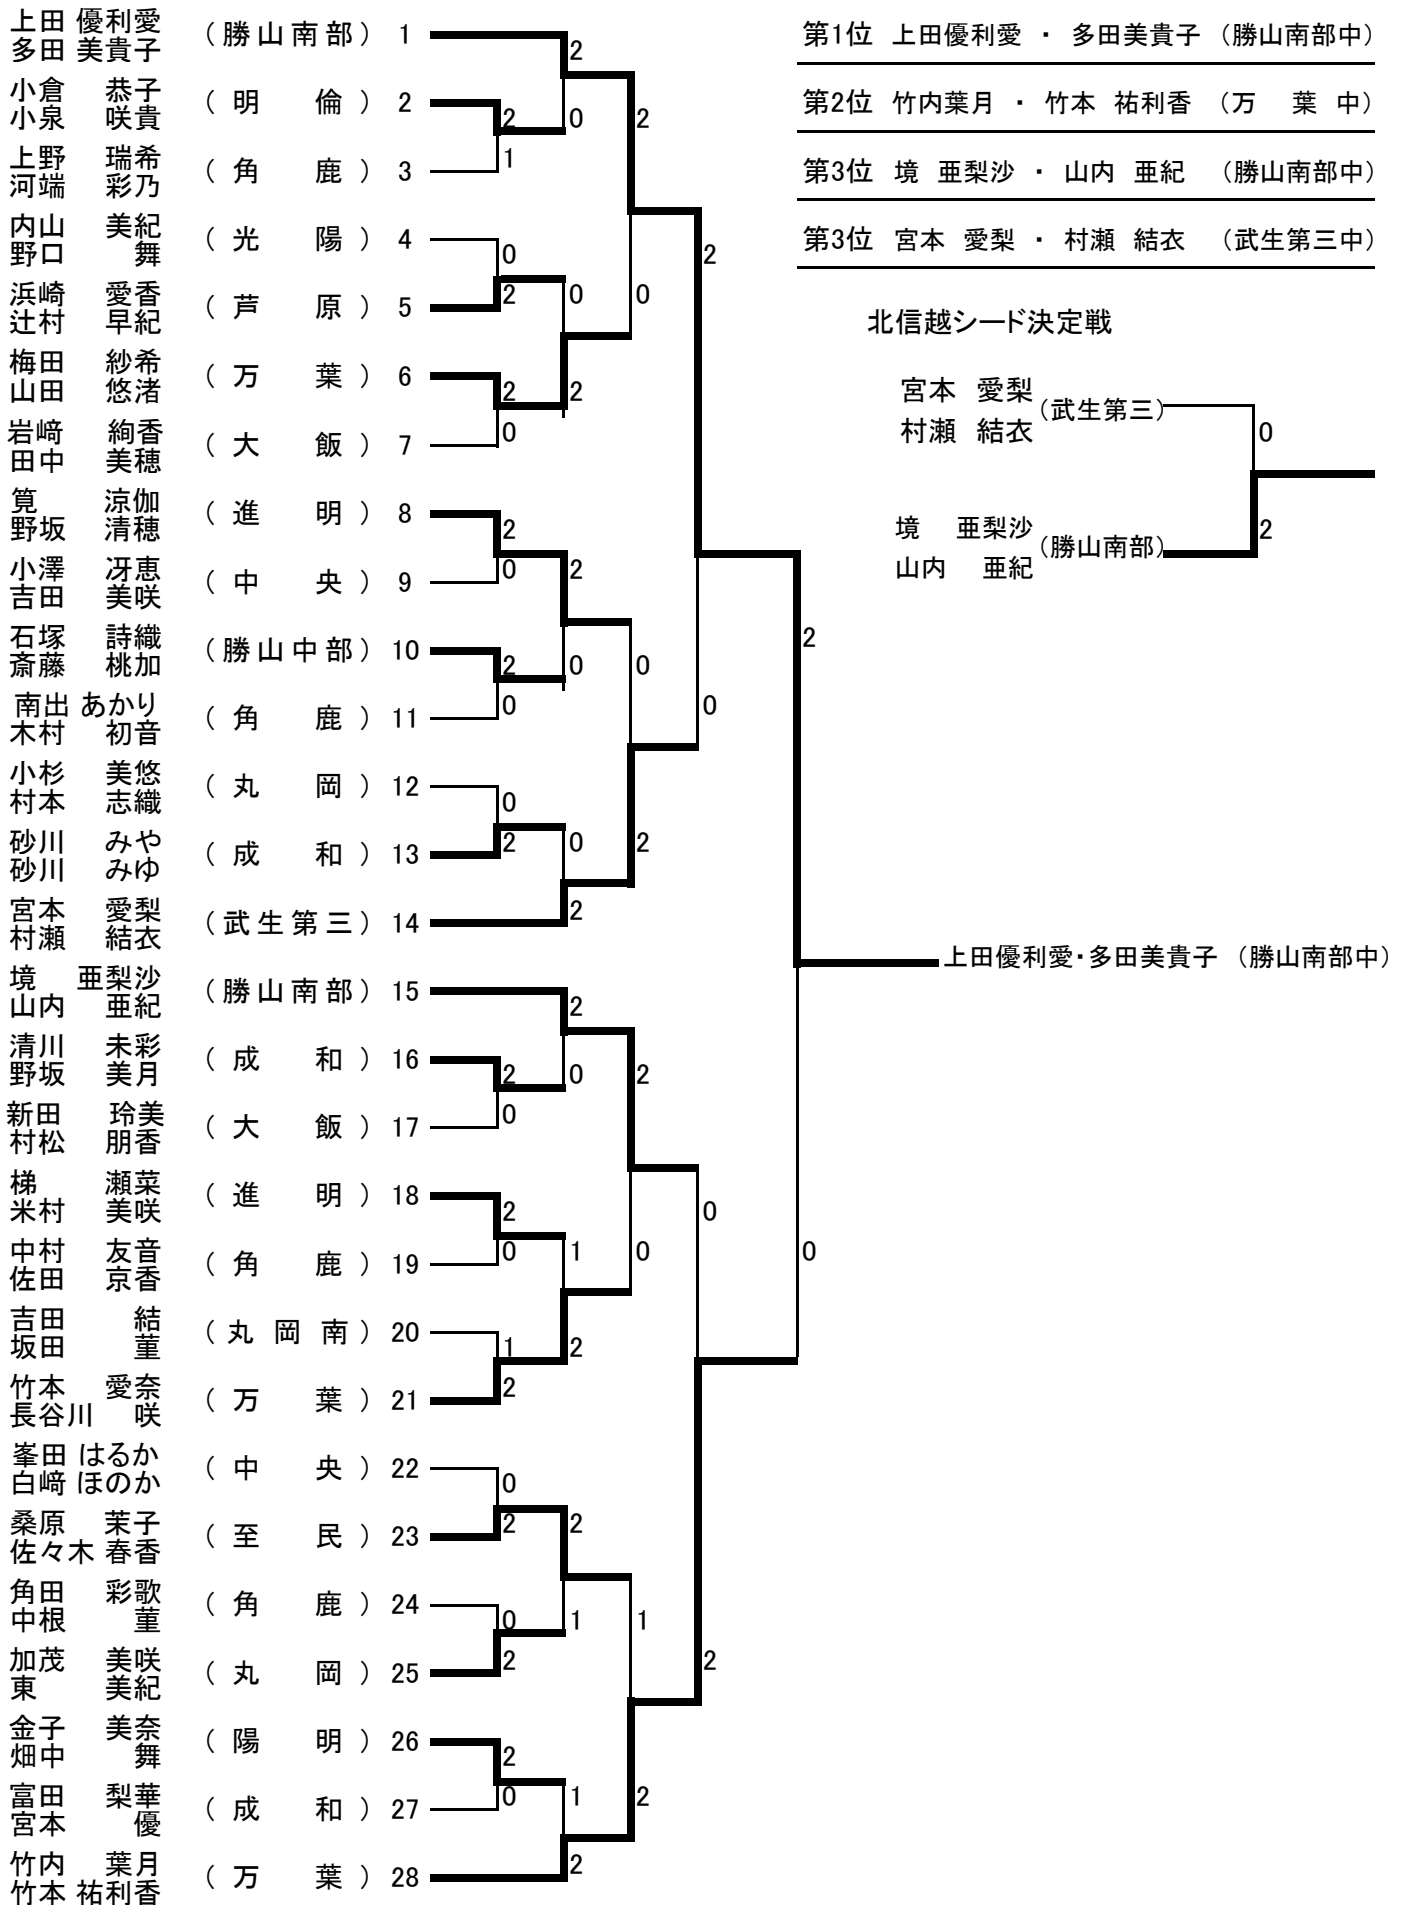 上田 優利愛
多田 美貴子
(勝山南部) 1
小倉 恭子
小泉 咲貴
(明倫) 2
上野 瑞希
河端 彩乃
(角鹿) 3
内山 美紀
野口 舞
(光陽) 4
浜崎 愛香
辻村 早紀
(芦原) 5
梅田 紗希
山田 悠渚
(万葉) 6
岩﨑 絢香
田中 美穂
(大飯) 7
筧 涼伽
野坂 清穂
(進明) 8
小澤 冴恵
吉田 美咲
(中央) 9
石塚 詩織
斎藤 桃加
(勝山中部) 10
南出 あかり
木村 初音
(角鹿) 11
小杉 美悠
村本 志織
(丸岡) 12
砂川 みや
砂川 みゆ
(成和) 13
宮本 愛梨
村瀬 結衣
(武生第三) 14
境 亜梨沙
山内 亜紀
(勝山南部) 15
清川 未彩
野坂 美月
(成和) 16
新田 玲美
村松 朋香
(大飯) 17
梯 瀬菜
米村 美咲
(進明) 18
中村 友音
佐田 京香
(角鹿) 19
吉田 結
坂田 菫
(丸岡南) 20
竹本 愛奈
長谷川 咲
(万葉) 21
峯田 はるか
白﨑 ほのか
(中央) 22
桑原 茉子
佐々木 春香
(至民) 23
角田 彩歌
中根 菫
(角鹿) 24
加茂 美咲
東 美紀
(丸岡) 25
金子 美奈
畑中 舞
(陽明) 26
富田 梨華
宮本 優
(成和) 27
竹内 葉月
竹本 祐利香
(万葉) 28
2
1
0
2
2
0
2
0
2
0
0
2
2
0
2
0
0
2
1
2
0
2
0
2
2
0
2
0
0
2
2
0
0
2
2
0
1
2
2
1
1
2
2
0
0
2
2
0
1
2
2
0
0
2
2
0
上田優利愛・多田美貴子 (勝山南部中)
第1位 上田優利愛 ・ 多田美貴子 (勝山南部中)
第2位 竹内葉月 ・ 竹本 祐利香 (万 葉 中)
第3位 境 亜梨沙 ・ 山内 亜紀 (勝山南部中)
第3位 宮本 愛梨 ・ 村瀬 結衣 (武生第三中)
北信越シード決定戦
宮本 愛梨
村瀬 結衣
(武生第三)
0
境 亜梨沙
山内 亜紀
(勝山南部)
2